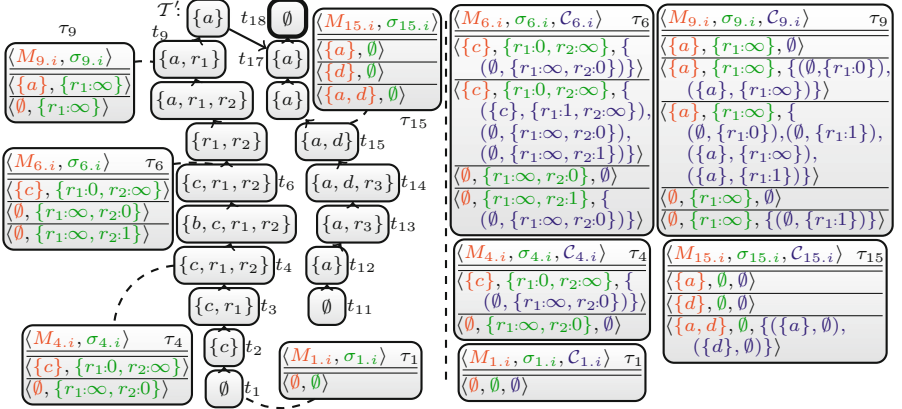 𝒯′:
{a}
t18
∅
t9
{a, r1}
t17
{a}
{a, r1, r2}
{a}
{r1, r2}
{a, d}
t15
{c, r1, r2}
t6
{a, d, r3}
t14
{b, c, r1, r2}
{a, r3}
t13
{c, r1, r2}
t4
{a}
t12
{c, r1}
t3
∅
t11
{c}
t2
∅
t1
τ9
⟨M9.i, σ9.i⟩
⟨{a}, {r1:∞}⟩
⟨∅, {r1:∞}⟩
⟨M15.i, σ15.i⟩
⟨{a}, ∅⟩
⟨{d}, ∅⟩
⟨{a, d}, ∅⟩
τ15
⟨M6.i, σ6.i⟩ τ6
⟨{c}, {r1:0, r2:∞}⟩
⟨∅, {r1:∞, r2:0}⟩
⟨∅, {r1:∞, r2:1}⟩
⟨M4.i, σ4.i⟩ τ4
⟨{c}, {r1:0, r2:∞}⟩
⟨∅, {r1:∞, r2:0}⟩
⟨M1.i, σ1.i⟩ τ1
⟨∅, ∅⟩
⟨M6.i, σ6.i, C6.i⟩ τ6
⟨{c}, {r1:0, r2:∞}, {
(∅, {r1:∞, r2:0})}⟩
⟨{c}, {r1:0, r2:∞}, {
({c}, {r1:1, r2:∞}),
(∅, {r1:∞, r2:0}),
(∅, {r1:∞, r2:1})}⟩
⟨∅, {r1:∞, r2:0}, ∅⟩
⟨∅, {r1:∞, r2:1}, {
(∅, {r1:∞, r2:0})}⟩
⟨M9.i, σ9.i, C9.i⟩ τ9
⟨{a}, {r1:∞}, ∅⟩
⟨{a}, {r1:∞}, {(∅,{r1:0}),
({a}, {r1:∞})}⟩
⟨{a}, {r1:∞}, {
(∅, {r1:0}),(∅, {r1:1}),
({a}, {r1:∞}),
({a}, {r1:1})}⟩
⟨∅, {r1:∞}, ∅⟩
⟨∅, {r1:∞}, {(∅, {r1:1})}⟩
⟨M4.i, σ4.i, C4.i⟩ τ4
⟨{c}, {r1:0, r2:∞}, {
(∅, {r1:∞, r2:0})}⟩
⟨∅, {r1:∞, r2:0}, ∅⟩
⟨M15.i, σ15.i, C15.i⟩ τ15
⟨{a}, ∅, ∅⟩
⟨{d}, ∅, ∅⟩
⟨{a, d}, ∅, {({a}, ∅),
({d}, ∅)}⟩
⟨M1.i, σ1.i, C1.i⟩ τ1
⟨∅, ∅, ∅⟩